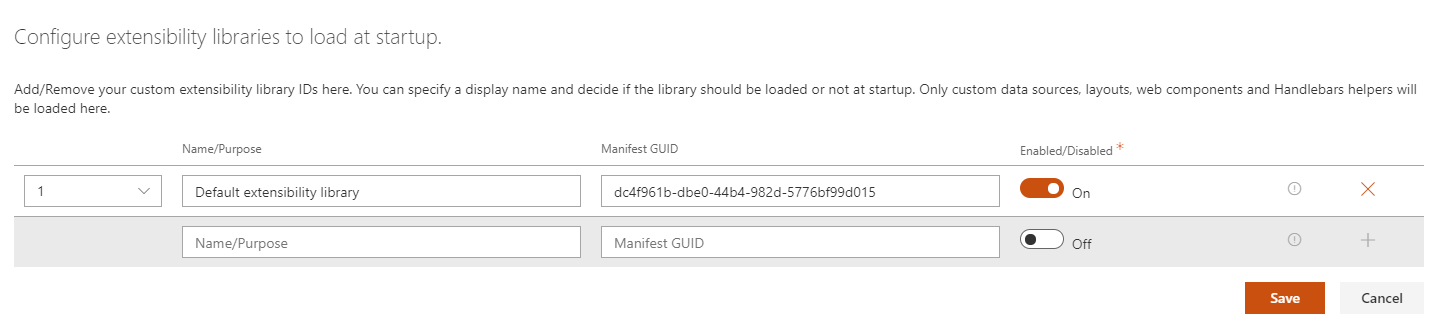 Configure extensibility libraries to load at startup.
Add/Remove your custom extensibility library IDs here. You can specify a display name and decide if the library should be loaded or not at startup. Only custom data sources, layouts, web components and Handlebars helpers will
be loaded here.
Name/Purpose Manifest GUID Enabled/Disabled *
1 Default extensibility library dc4f961b-dbe0-44b4-982d-5776bf99d015 On
Name/Purpose Manifest GUID Off
Save Cancel